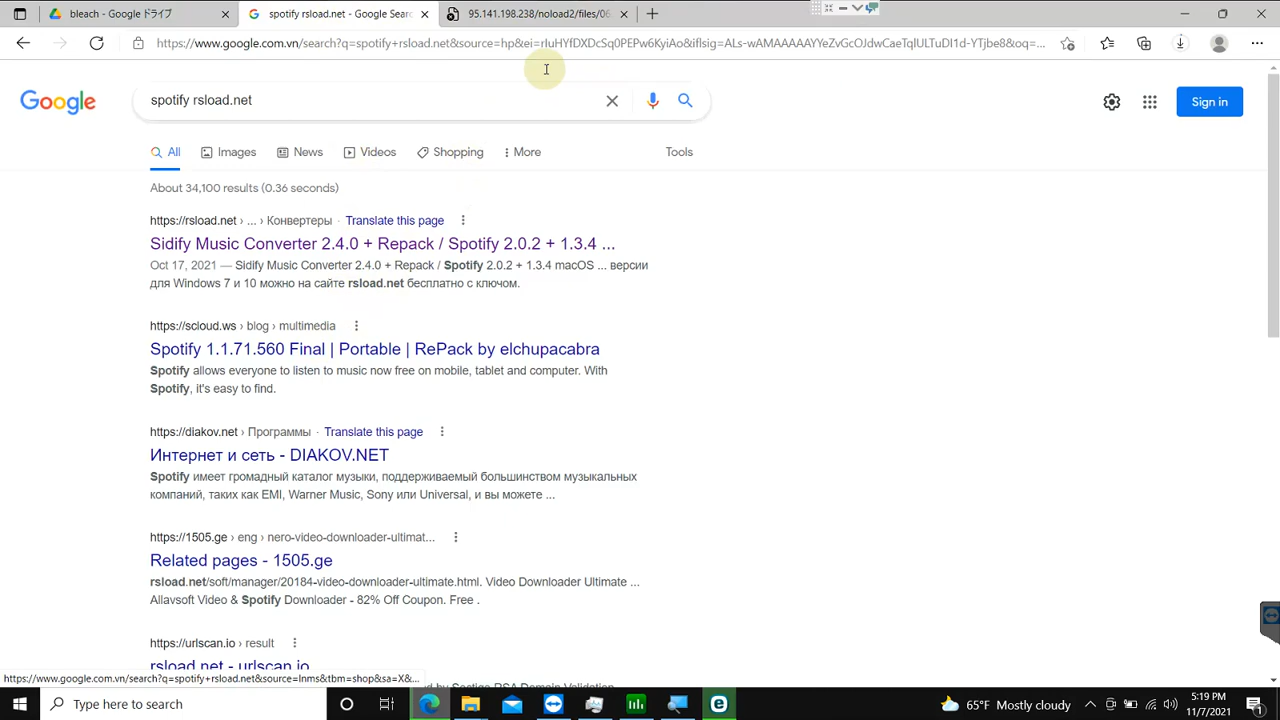 bleach - Google ドライブ
spotify rsload.net - Google Sear
95.141.198.238/noload2/files/06
https://www.google.com.vn/search?q=spotify+rsload.net&source=hp&ei=rIuHYfDXDcSq0PEPw6KyiAo&iflsig=ALs-wAMAAAAAYYeZvGcOJdwCaeTqlULTuDI1d-YTjbe8&oq=...
Google
spotify rsload.net
Sign in
All
Images
News
Videos
Shopping
More
Tools
About 34,100 results (0.36 seconds)
https://rsload.net › ... › Конвертеры · Translate this page
Sidify Music Converter 2.4.0 + Repack / Spotify 2.0.2 + 1.3.4 ...
Oct 17, 2021 — Sidify Music Converter 2.4.0 + Repack / Spotify 2.0.2 + 1.3.4 macOS ... версии
для Windows 7 и 10 можно на сайте rsload.net бесплатно с ключом.
https://scloud.ws › blog › multimedia
Spotify 1.1.71.560 Final | Portable | RePack by elchupacabra
Spotify allows everyone to listen to music now free on mobile, tablet and computer. With
Spotify, it's easy to find.
https://diakov.net › Программы · Translate this page
Интернет и сеть - DIAKOV.NET
Spotify имеет громадный каталог музыки, поддерживаемый большинством музыкальных
компаний, таких как EMI, Warner Music, Sony или Universal, и вы можете ...
https://1505.ge › eng › nero-video-downloader-ultimat...
Related pages - 1505.ge
rsload.net/soft/manager/20184-video-downloader-ultimate.html. Video Downloader Ultimate ...
Allavsoft Video & Spotify Downloader - 82% Off Coupon. Free .
https://urlscan.io › result
rsload.net - urlscan.io
https://www.google.com.vn/search?q=spotify+rsload.net&source=lnms&tbm=shop&sa=X&...
d by Sectigo RSA Domain Validation
Type here to search
65°F Mostly cloudy
5:19 PM
11/7/2021